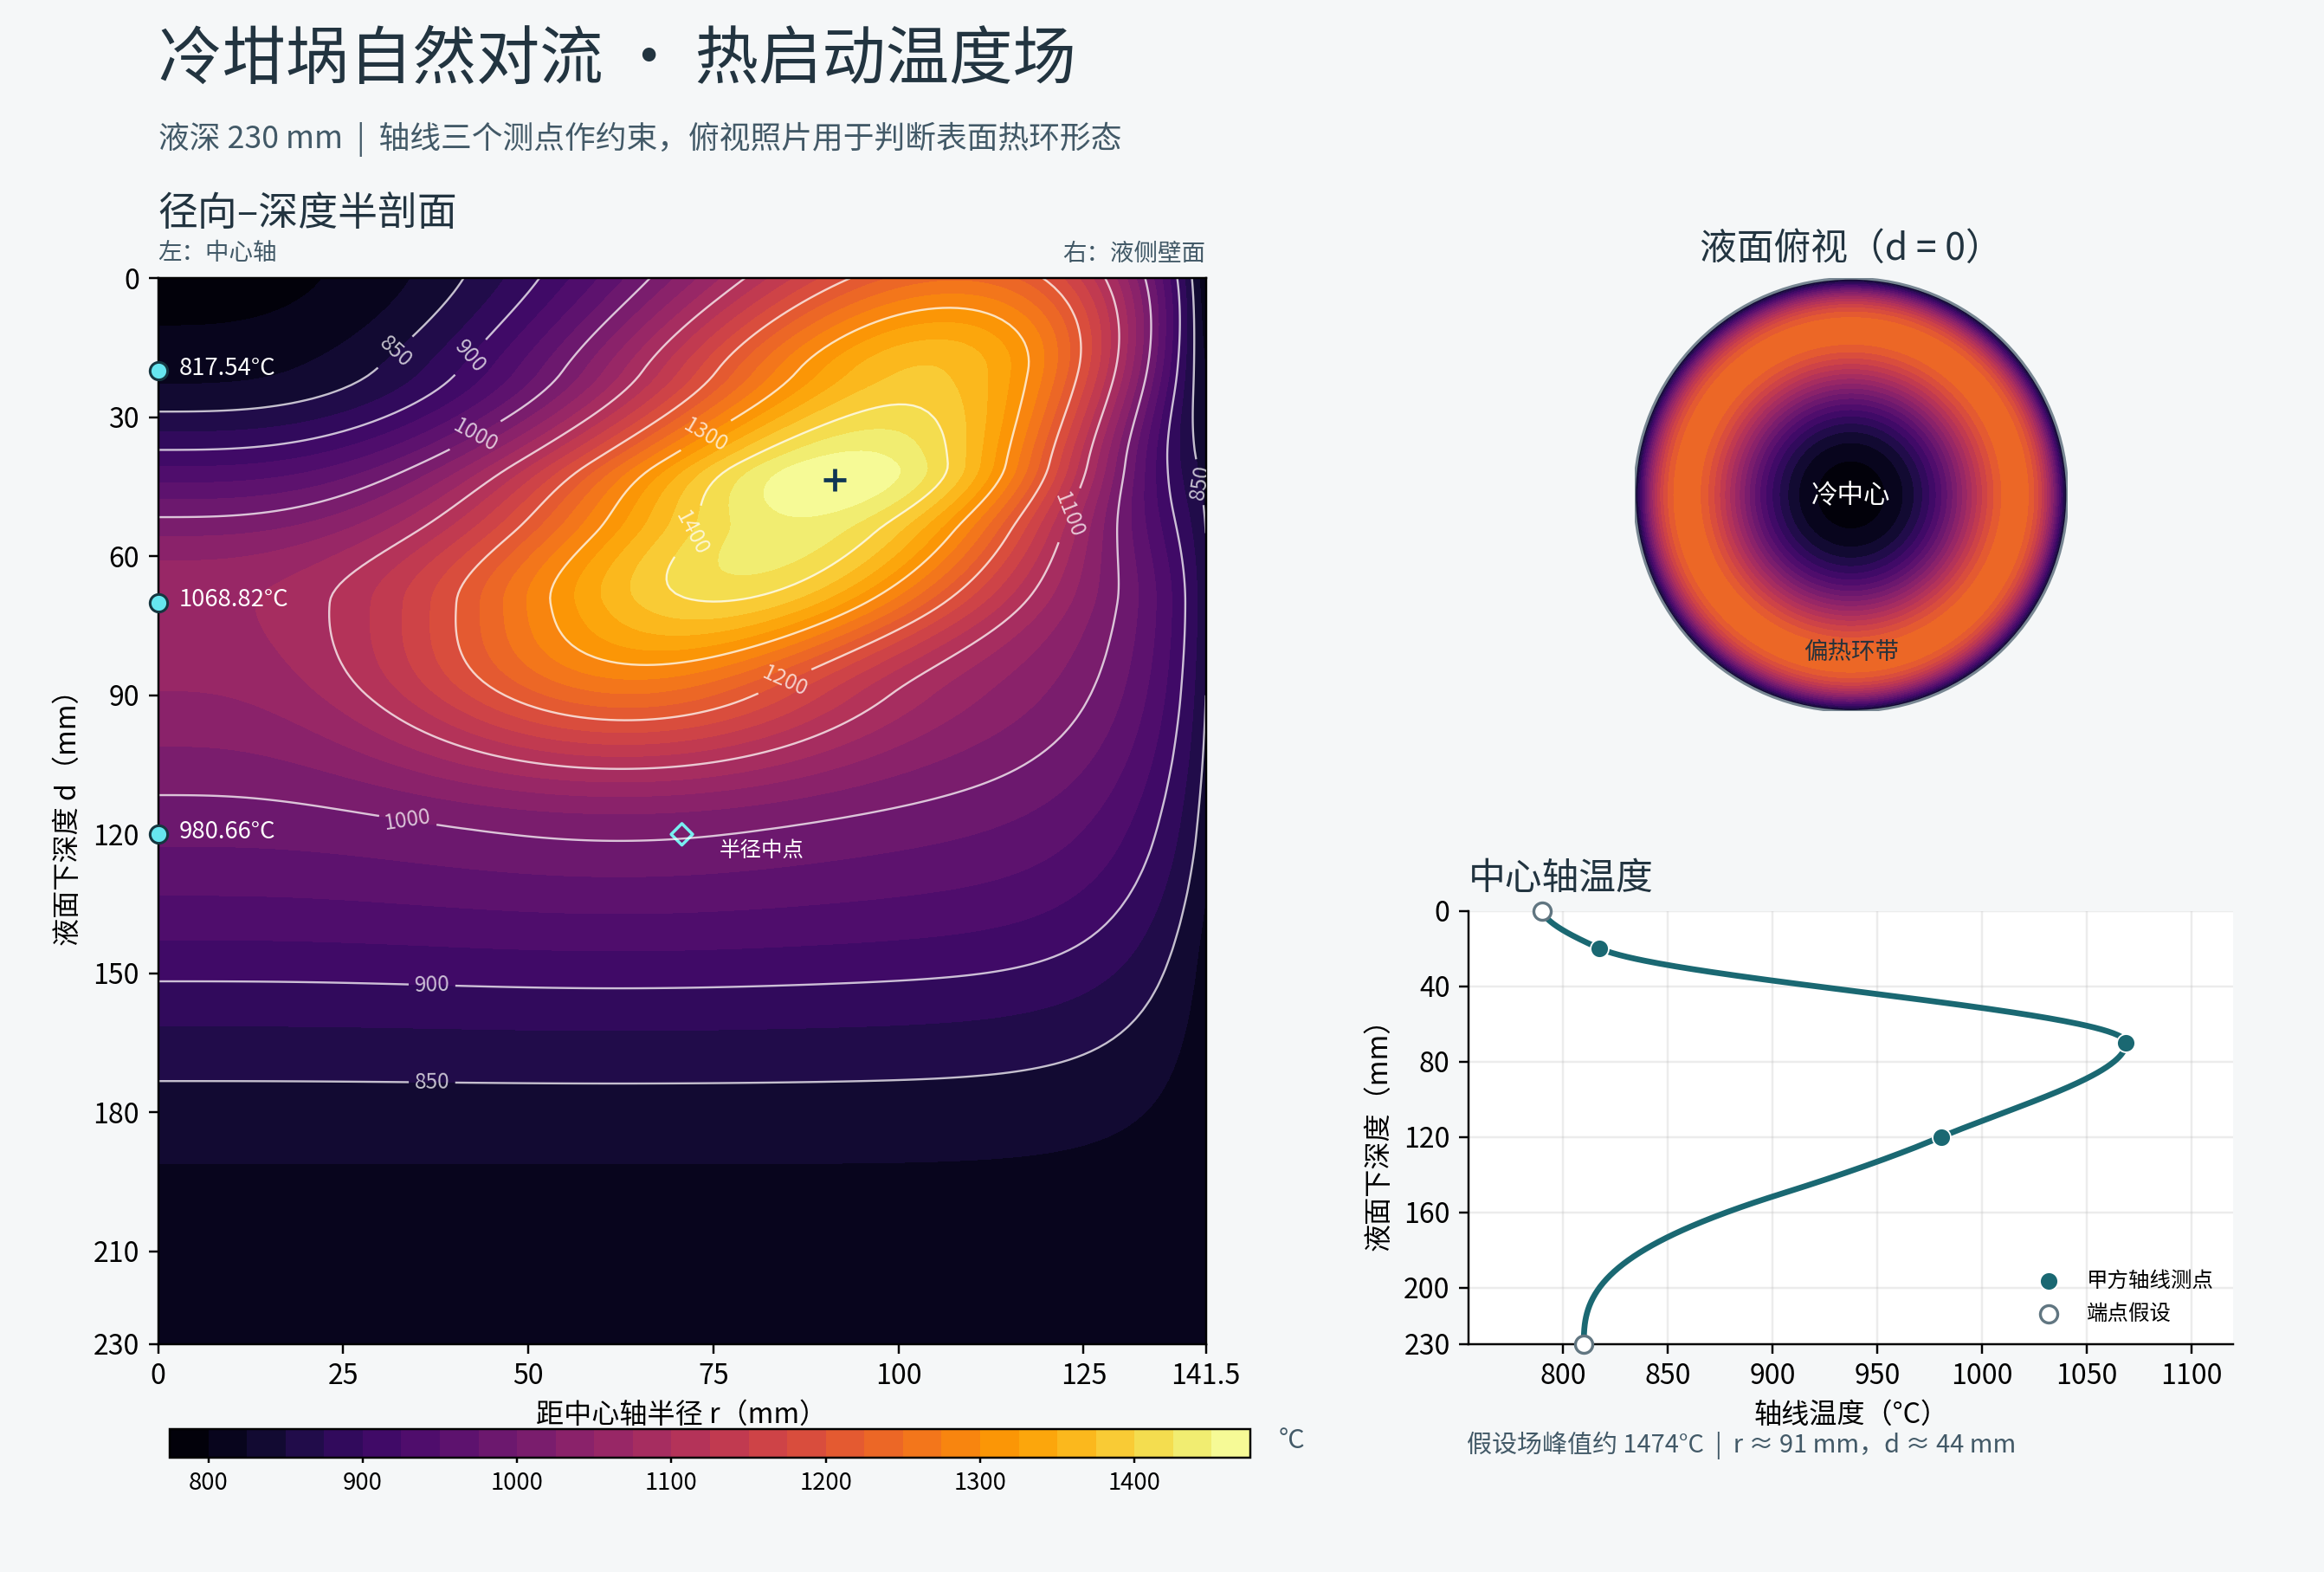 冷坩埚自然对流 · 热启动温度场
液深 230 mm｜轴线三个测点作约束，俯视照片用于判断表面热环形态
径向–深度半剖面
左：中心轴
右：液侧壁面
0
30
60
90
120
150
180
210
230
液面下深度 d（mm）
817.54°C
1068.82°C
980.66°C
850
900
1000
1300
1400
1100
850
1200
1000
半径中点
900
850
0
25
50
75
100
125
141.5
距中心轴半径 r（mm）
800
900
1000
1100
1200
1300
1400
°C
液面俯视（d = 0）
冷中心
偏热环带
中心轴温度
0
40
80
120
160
200
230
液面下深度（mm）
甲方轴线测点
端点假设
800
850
900
950
1000
1050
1100
轴线温度（°C）
假设场峰值约 1474°C｜r ≈ 91 mm，d ≈ 44 mm